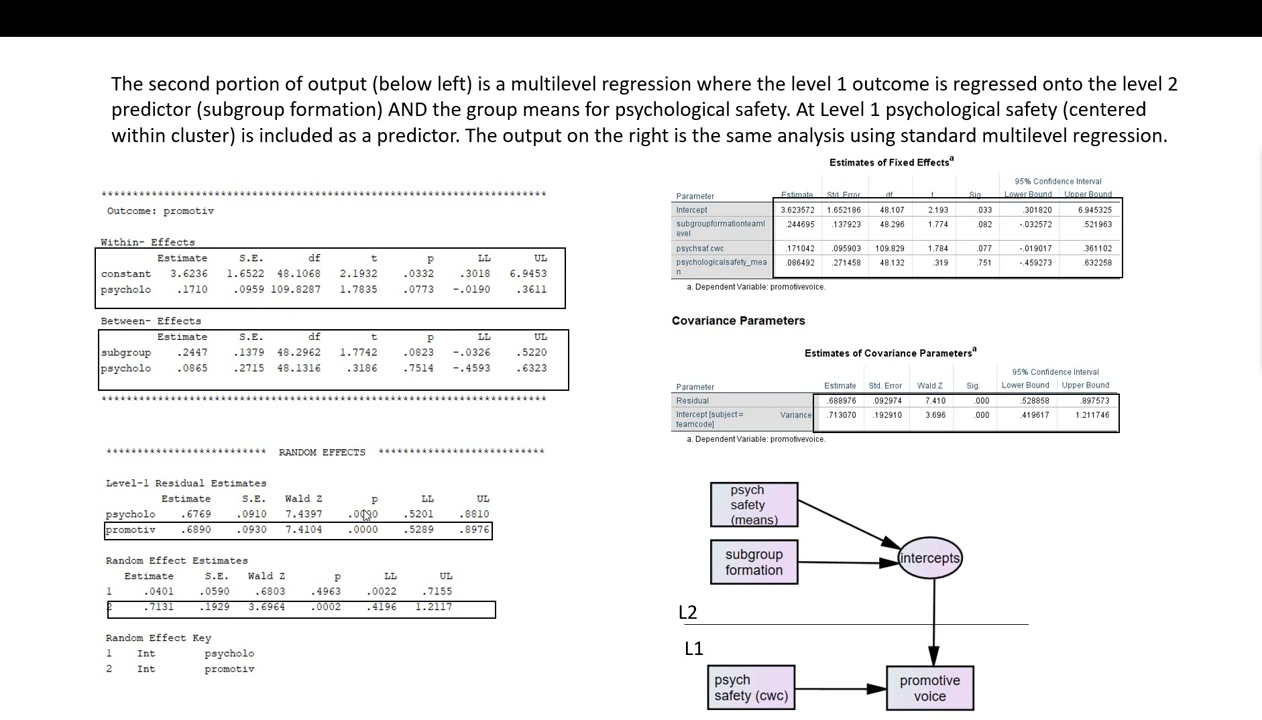 The second portion of output (below left) is a multilevel regression where the level 1 outcome is regressed onto the level 2
predictor (subgroup formation) AND the group means for psychological safety. At Level 1 psychological safety (centered
within cluster) is included as a predictor. The output on the right is the same analysis using standard multilevel regression.
**********************************************************************
Outcome: promotiv
Within- Effects
Estimate S.E. df t p LL UL
constant 3.6236 1.6522 48.1068 2.1932 .0332 .3018 6.9453
psycholo .1710 .0959 109.8287 1.7835 .0773 -.0190 .3611
Between- Effects
Estimate S.E. df t p LL UL
subgroup .2447 .1379 48.2962 1.7742 .0823 -.0326 .5220
psycholo .0865 .2715 48.1316 .3186 .7514 -.4593 .6323
**********************************************************************
************************** RANDOM EFFECTS ***************************
Level-1 Residual Estimates
Estimate S.E. Wald Z p LL UL
psycholo .6769 .0910 7.4397 .5201 .8810
promotiv .6890 .0930 7.4104 .0000 .5289 .8976
Random Effect Estimates
Estimate S.E. Wald Z p LL UL
1 .0401 .0590 .6803 .4963 .0022 .7155
2 .7131 .1929 3.6964 .0002 .4196 1.2117
Random Effect Key
1 Int psycholo
2 Int promotiv
Estimates of Fixed Effectsa
95% Confidence Interval
Parameter Estimate Std. Error df t Sig. Lower Bound Upper Bound
Intercept 3.623572 1.652186 48.107 2.193 .033 .301820 6.945325
subgroupformationteaml
evel .244695 .137923 48.296 1.774 .082 -.032572 .521963
psychsaf.cwc .171042 .095903 109.829 1.784 .077 -.019017 .361102
psychologicalsafety_mea
n .086492 .271458 48.132 .319 .751 -.459273 .632258
a. Dependent Variable: promotivevoice.
Covariance Parameters
Estimates of Covariance Parametersa
95% Confidence Interval
Parameter Estimate Std. Error Wald Z Sig. Lower Bound Upper Bound
Residual .688976 .092974 7.410 .000 .528858 .897573
Intercept [subject = Variance .713070 .192910 3.696 .000 .419617 1.211746
teamcode]
a. Dependent Variable: promotivevoice.
psych
safety
(means)
subgroup
formation
intercepts
L2
L1
psych
safety (cwc)
promotive
voice